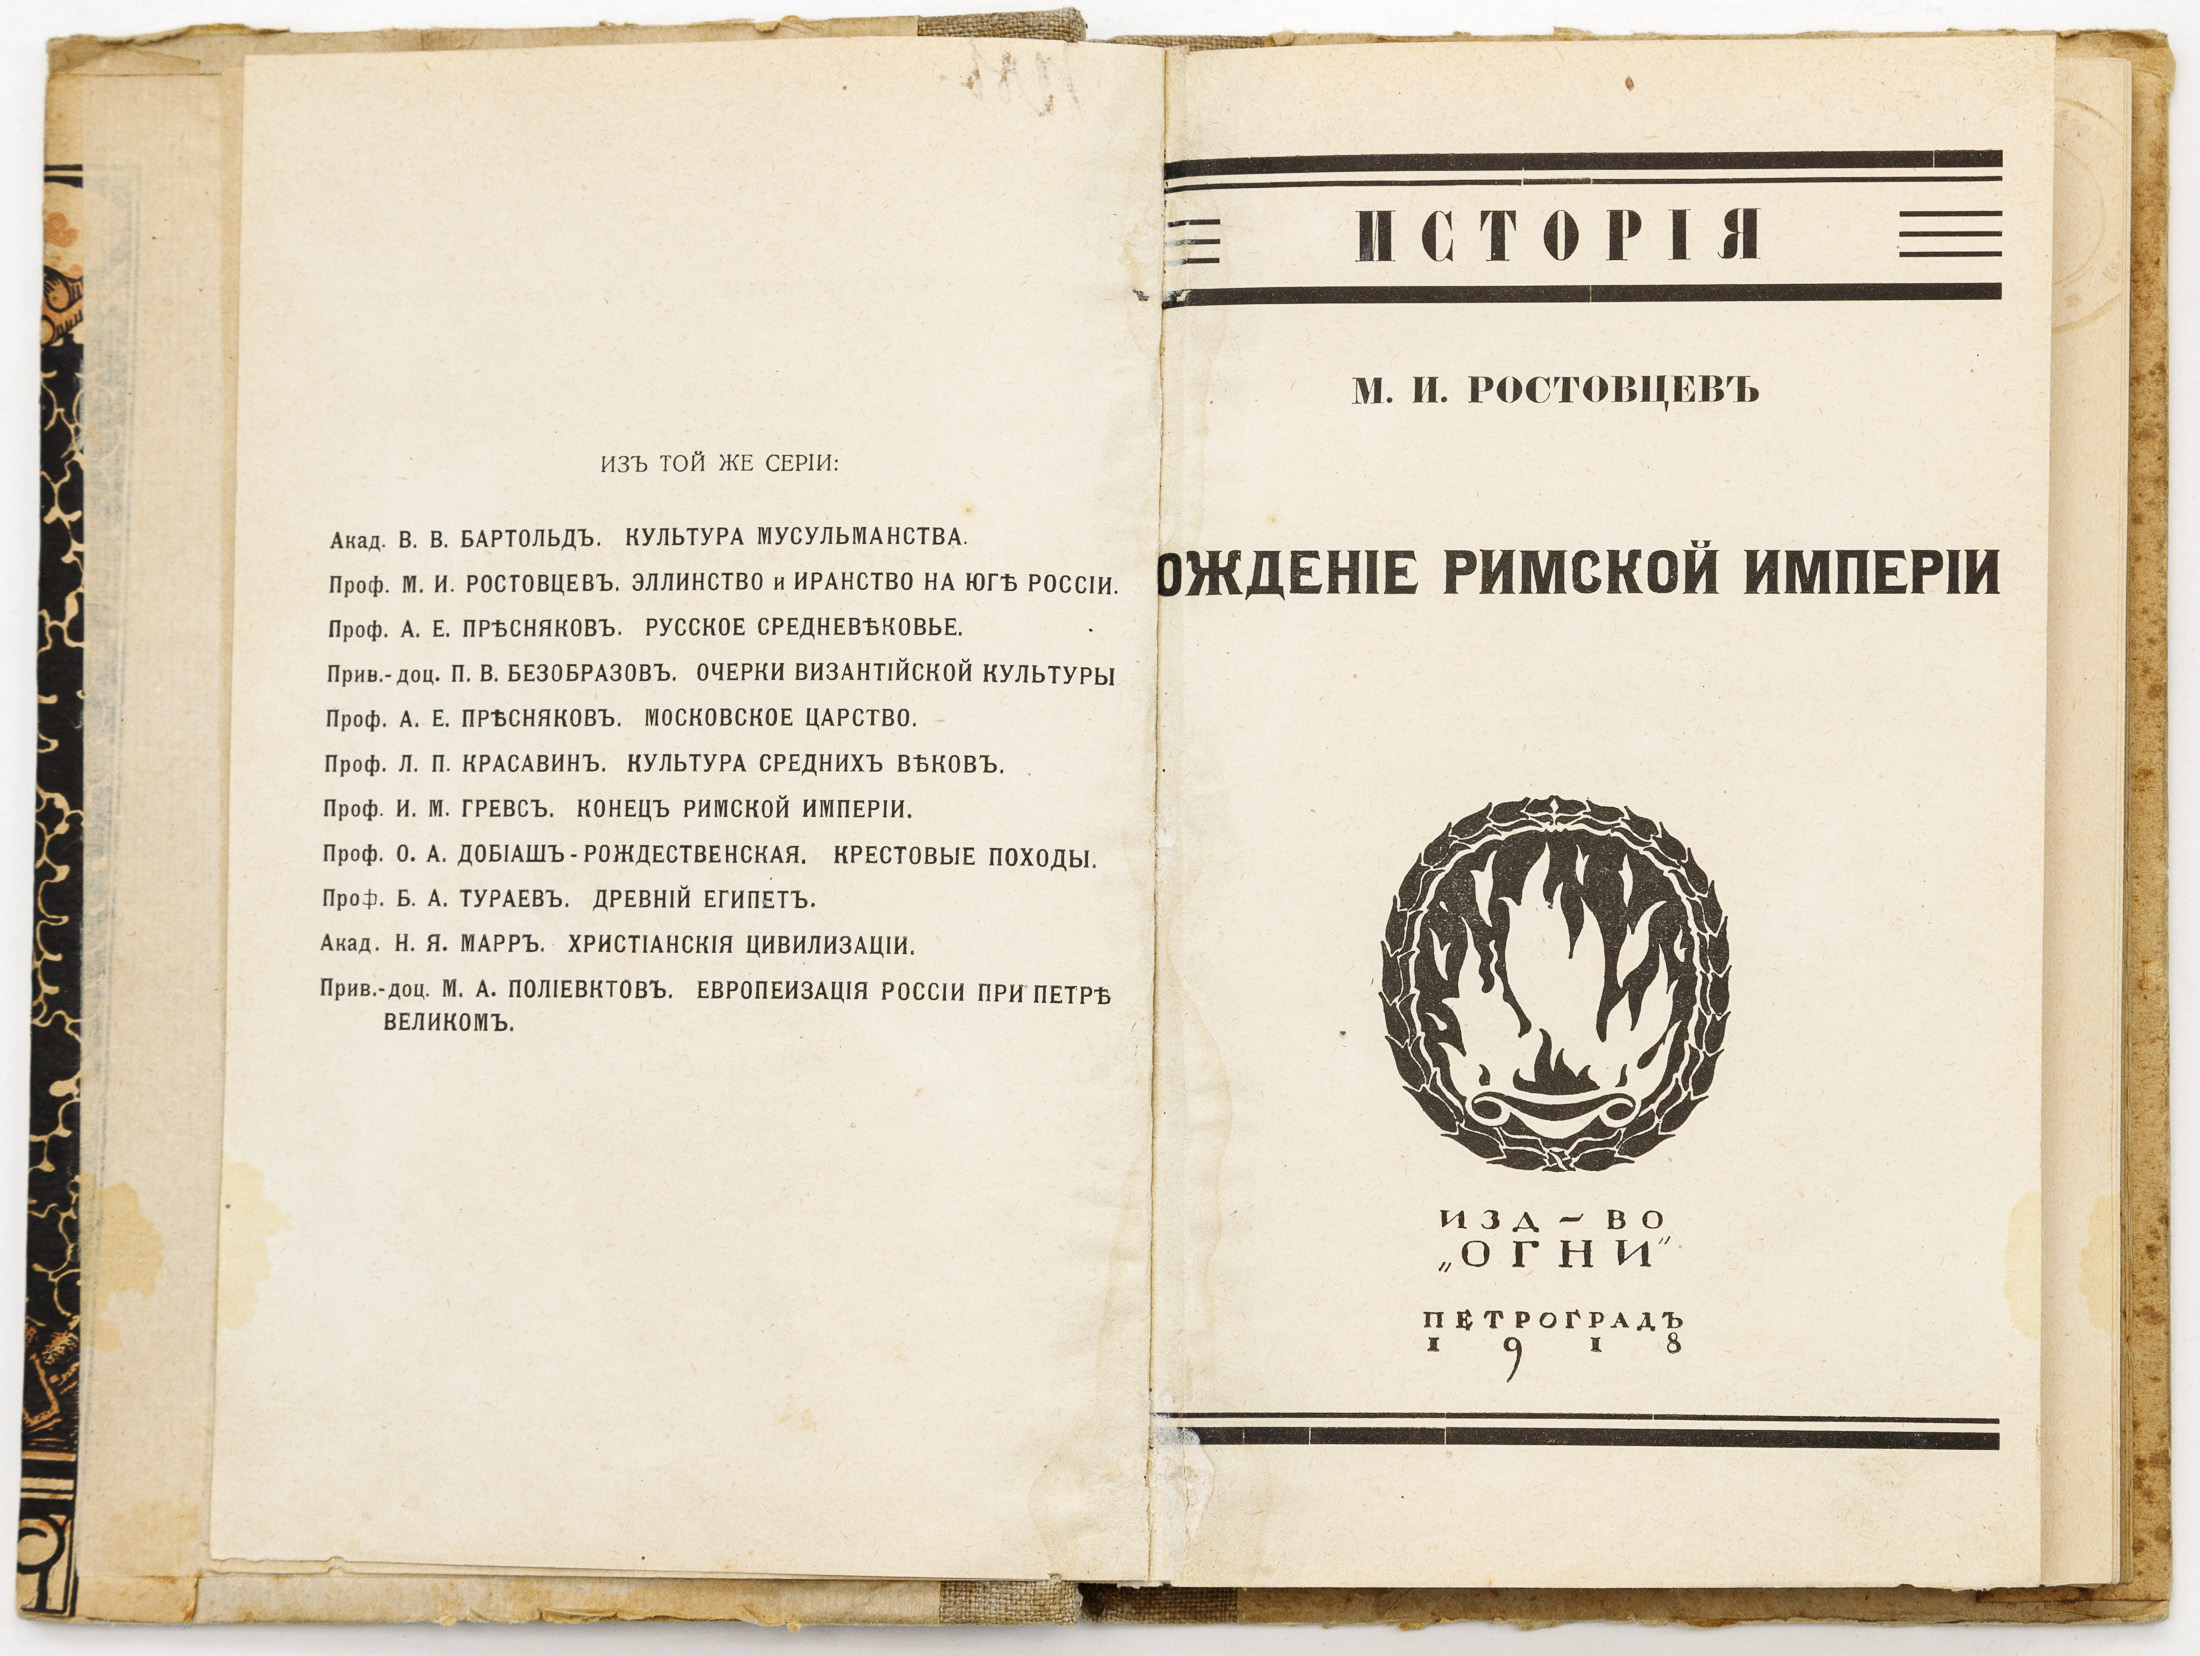 ИЗЪ ТОЙ ЖЕ СЕРІИ:
Акад. В. В. БАРТОЛЬДЪ. КУЛЬТУРА МУСУЛЬМАНСТВА.
Проф. М. И. РОСТОВЦЕВЪ. ЭЛЛИНСТВО и ИРАНСТВО НА ЮГѢ РОССІИ.
Проф. А. Е. ПРѢСНЯКОВЪ. РУССКОЕ СРЕДНЕВѢКОВЬЕ.
Прив.-доц. П. В. БЕЗОБРАЗОВЪ. ОЧЕРКИ ВИЗАНТІЙСКОЙ КУЛЬТУРЫ
Проф. А. Е. ПРѢСНЯКОВЪ. МОСКОВСКОЕ ЦАРСТВО.
Проф. Л. П. КРАСАВИНЪ. КУЛЬТУРА СРЕДНИХЪ ВѢКОВЪ.
Проф. И. М. ГРЕВСЪ. КОНЕЦЪ РИМСКОЙ ИМПЕРІИ.
Проф. О. А. ДОБІАШЪ-РОЖДЕСТВЕНСКАЯ. КРЕСТОВЫЕ ПОХОДЫ.
Проф. Б. А. ТУРАЕВЪ. ДРЕВНІЙ ЕГИПЕТЪ.
Акад. Н. Я. МАРРЪ. ХРИСТІАНСКІЯ ЦИВИЛИЗАЦІИ.
Прив.-доц. М. А. ПОЛІЕВКТОВЪ. ЕВРОПЕИЗАЦІЯ РОССІИ ПРИ ПЕТРѢ
ВЕЛИКОМЪ.
ИСТОРІЯ
М. И. РОСТОВЦЕВЪ
ОЖДЕНІЕ РИМСКОЙ ИМПЕРІИ
ИЗД-ВО
„ОГНИ"
ПЕТРОГРАДЪ
1918